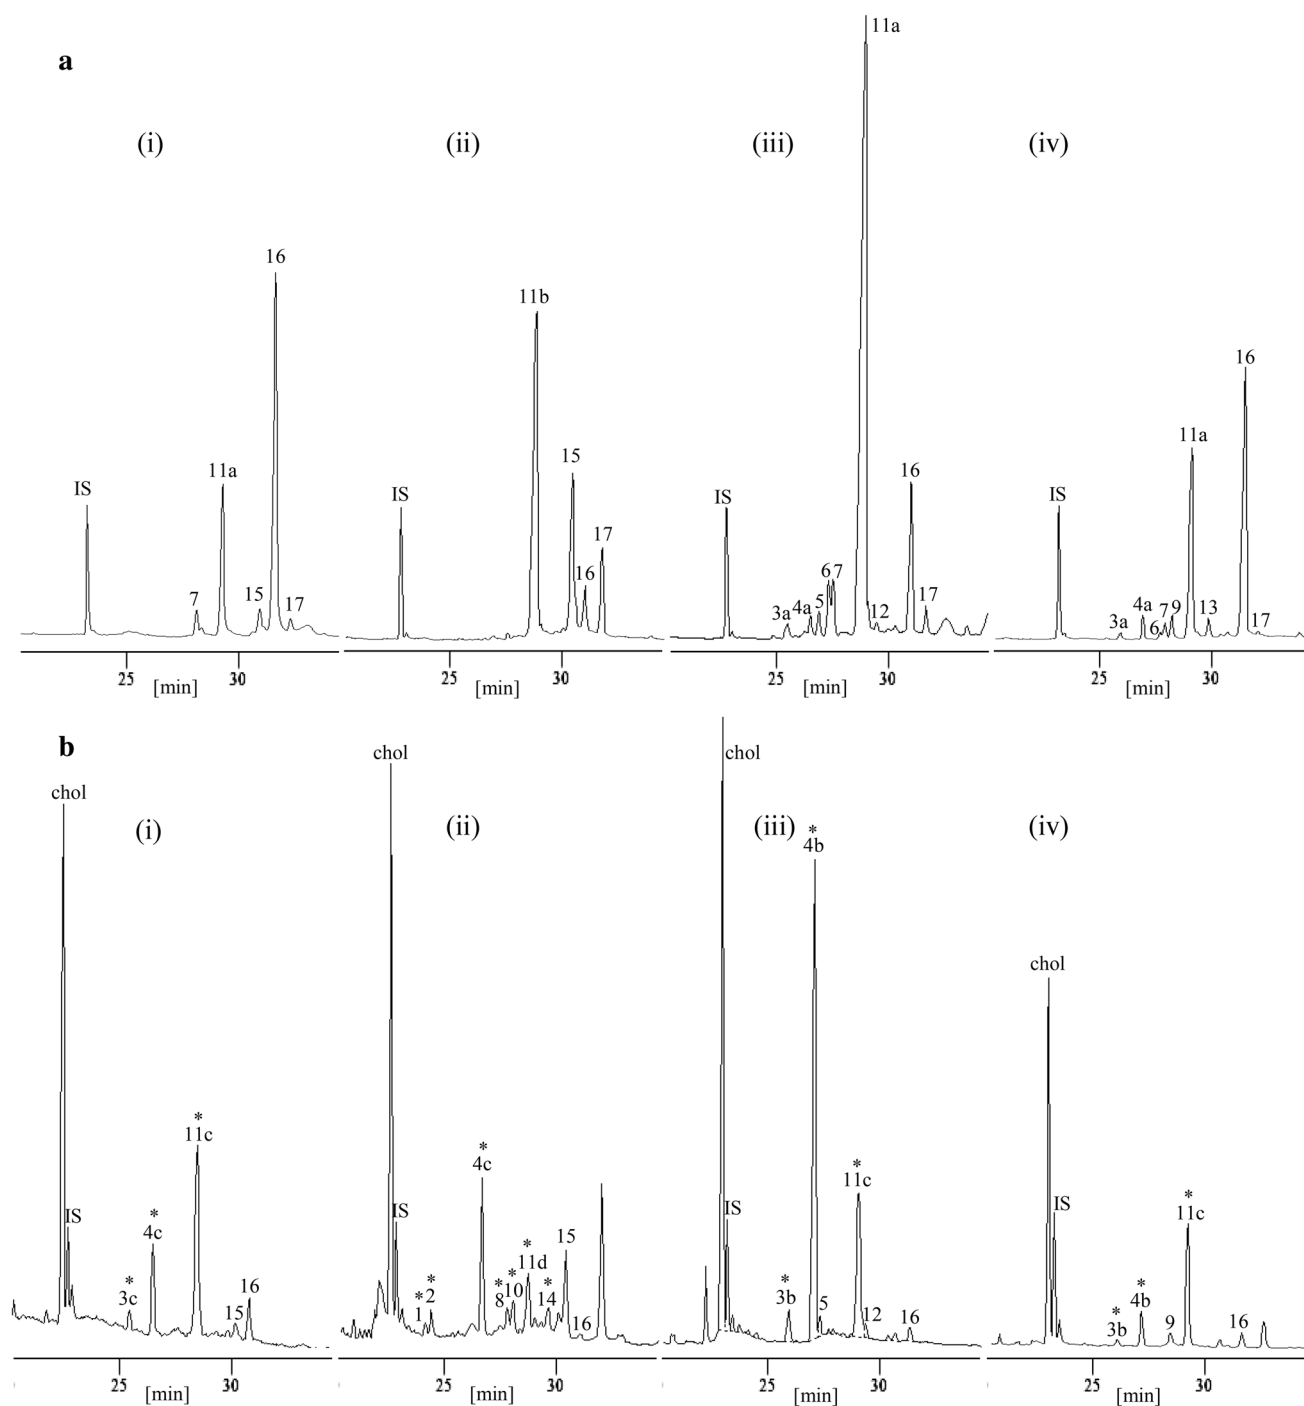 a
(i)
(ii)
(iii)
(iv)
IS
7
11a
15
16
17
IS
11b
15
16
17
IS
3a
4a
5
6
7
11a
12
16
17
IS
3a
4a
6
7
9
11a
13
16
17
25
30
25
30
25
30
25
30
[min]
[min]
[min]
[min]
b
(i)
(ii)
(iii)
(iv)
chol
IS
*
3c
*
4c
*
11c
15
16
chol
IS
*
1
*
2
*
4c
*
8
*
10
*
11d
*
14
15
16
chol
IS
*
3b
*
4b
5
*
11c
12
16
chol
IS
*
3b
*
4b
9
*
11c
16
25
30
25
30
25
30
25
30
[min]
[min]
[min]
[min]